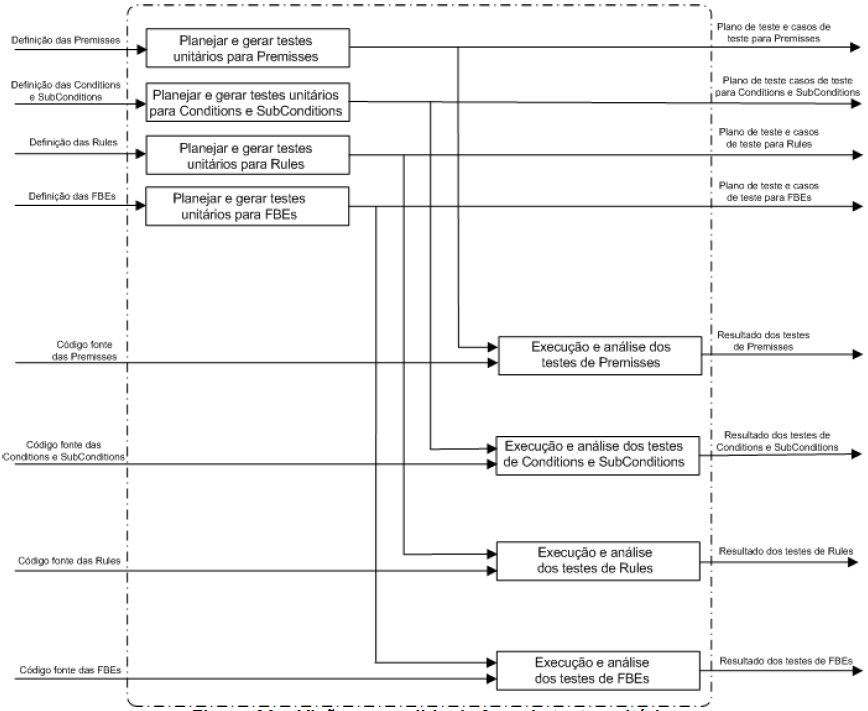 Definição das Premisses
Planejar e gerar testes
unitários para Premisses
Plano de teste e casos de
teste para Premisses
Definição das Conditions
e SubConditions
Planejar e gerar testes unitários
para Conditions e SubConditions
Plano de teste casos de teste
para Conditions e SubConditions
Definição das Rules
Planejar e gerar testes
unitários para Rules
Plano de teste e casos
de teste para Rules
Definição das FBEs
Planejar e gerar testes
unitários para FBEs
Plano de teste e casos
de teste para FBEs
Código fonte
das Premisses
Execução e análise dos
testes de Premisses
Resultado dos testes
de Premisses
Código fonte das
Conditions e SubConditions
Execução e análise dos testes
de Conditions e SubConditions
Resultado dos testes de
Conditions e SubConditions
Código fonte das Rules
Execução e análise
dos testes de Rules
Resultado dos testes de Rules
Código fonte das FBEs
Execução e análise
dos testes de FBEs
Resultado dos testes de FBEs